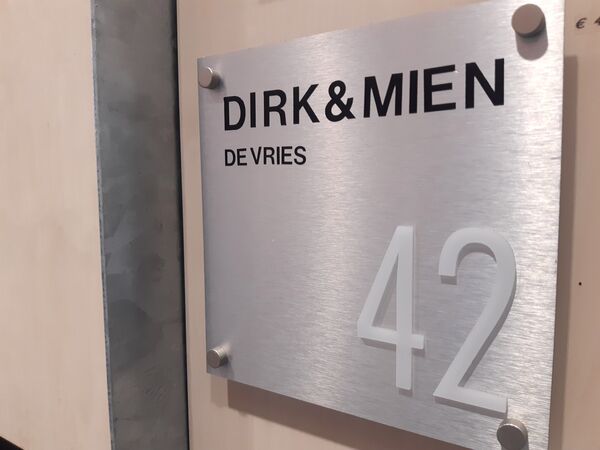 DIRK & MIEN
DE VRIES
42
€